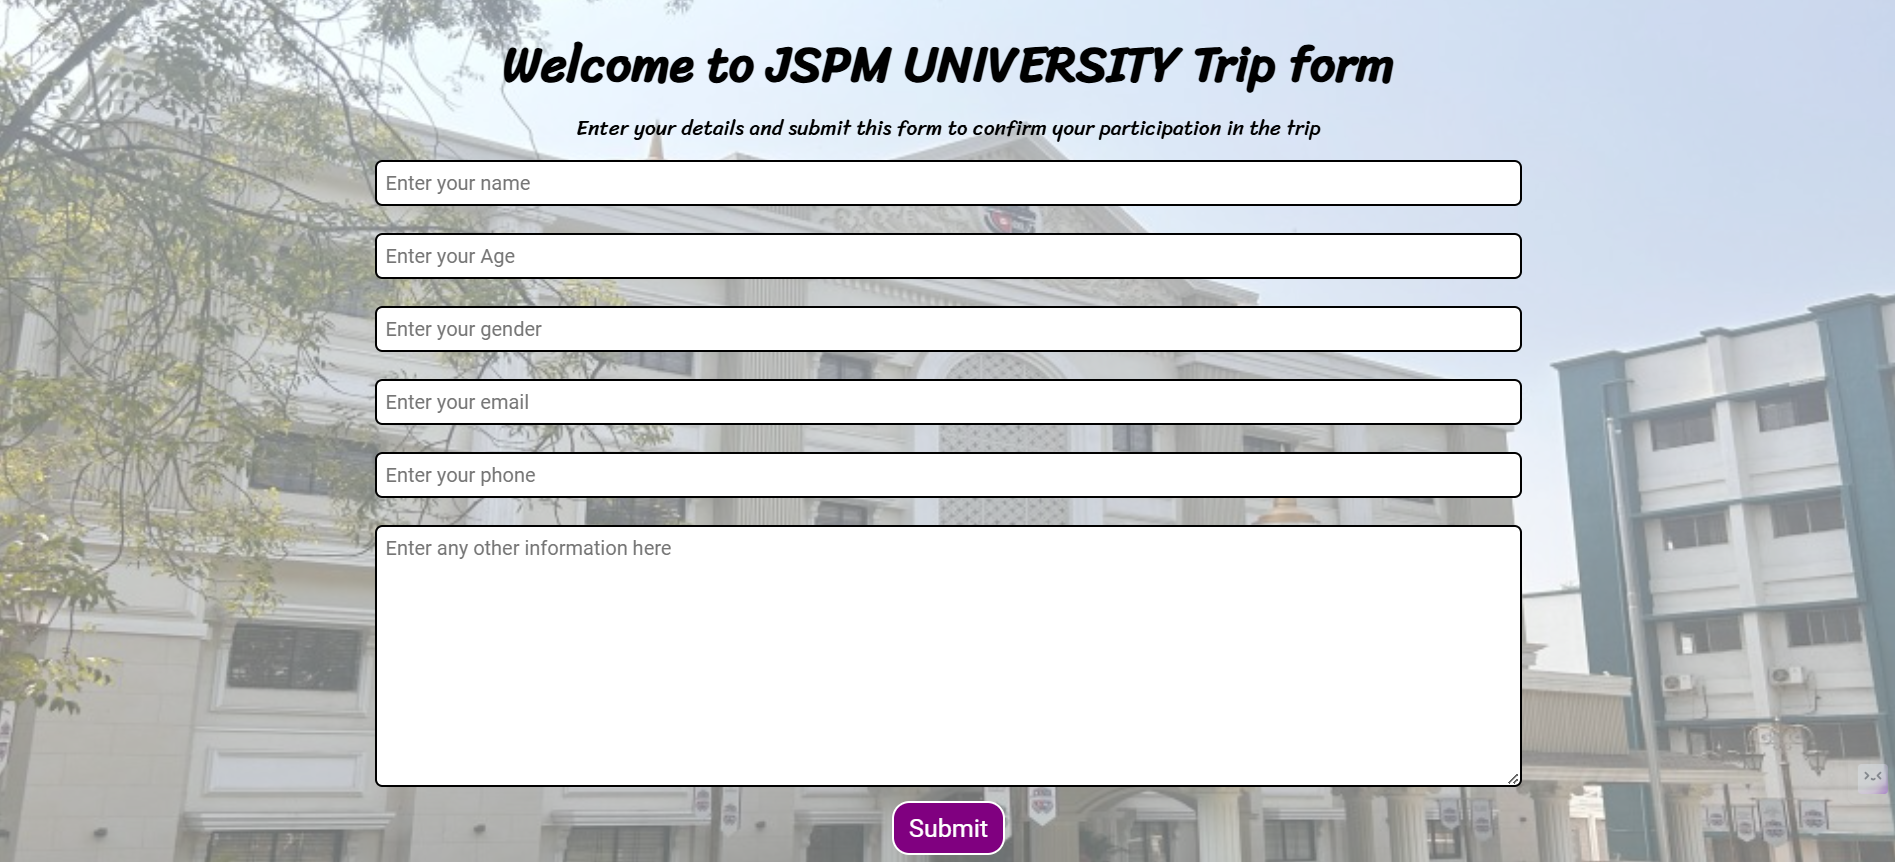 Welcome to JSPM UNIVERSITY Trip form
Enter your details and submit this form to confirm your participation in the trip
Enter your name
Enter your Age
Enter your gender
Enter your email
Enter your phone
Enter any other information here
Submit